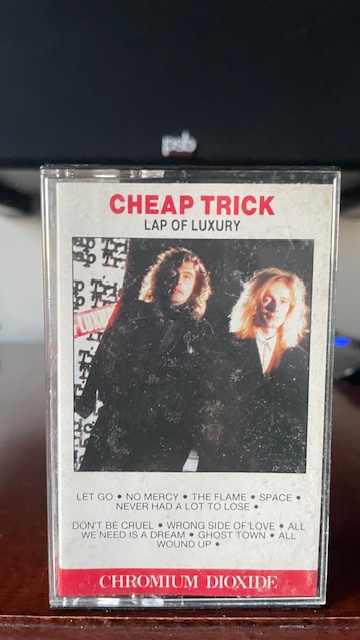 psb
CHEAP TRICK
LAP OF LUXURY
LUXUR
LET GO • NO MERCY • THE FLAME • SPACE •
NEVER HAD A LOT TO LOSE •
DON'T BE CRUEL • WRONG SIDE OF LOVE • ALL
WE NEED IS A DREAM • GHOST TOWN • ALL
WOUND UP •
CHROMIUM DIOXIDE